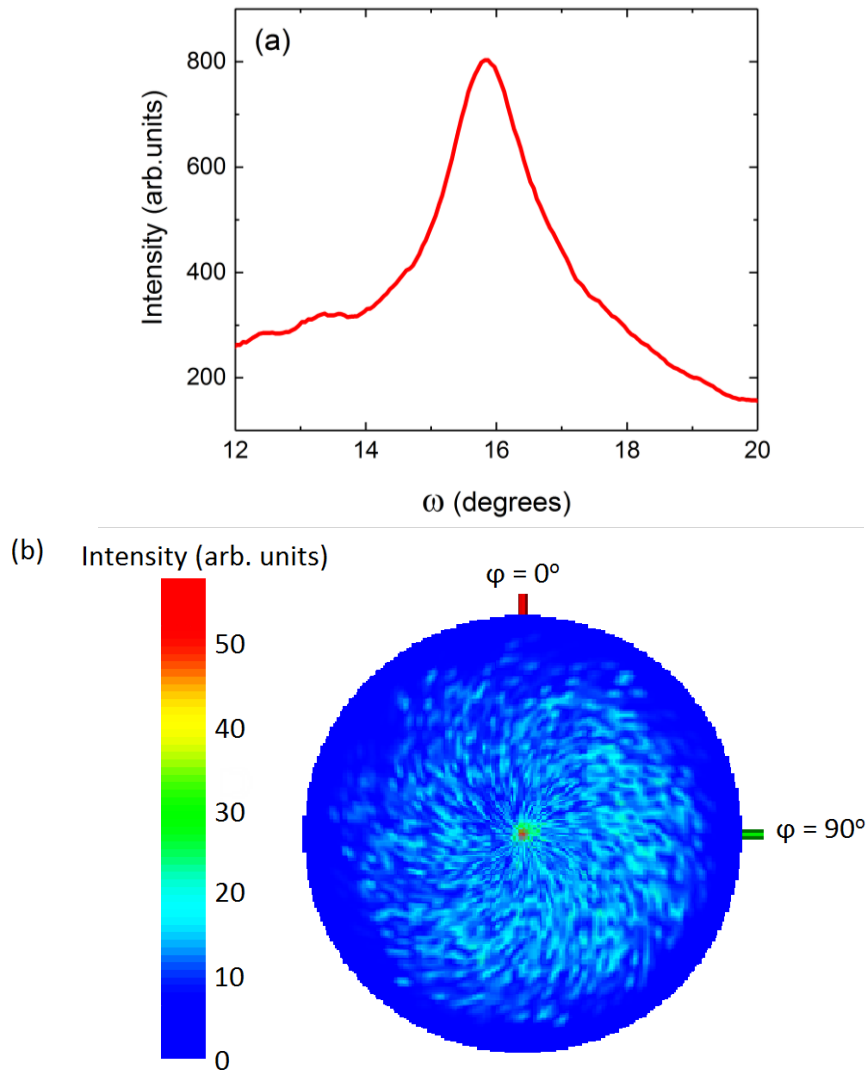 (a)
Intensity (arb.units)
800
600
400
200
12
14
16
18
20
ω (degrees)
(b)
Intensity (arb. units)
φ = 0º
50
40
30
20
10
0
φ = 90º